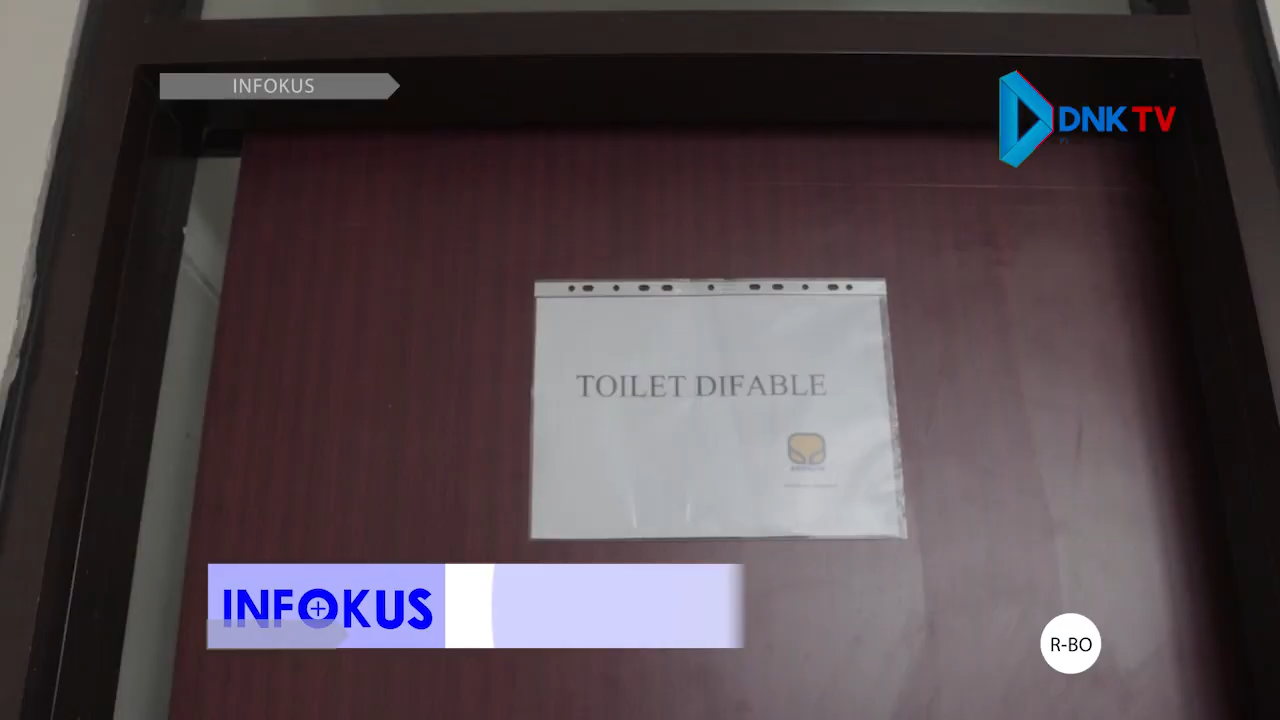 INFOKUS
DNK TV
TOILET DIFABLE
INFOKUS
R-BO